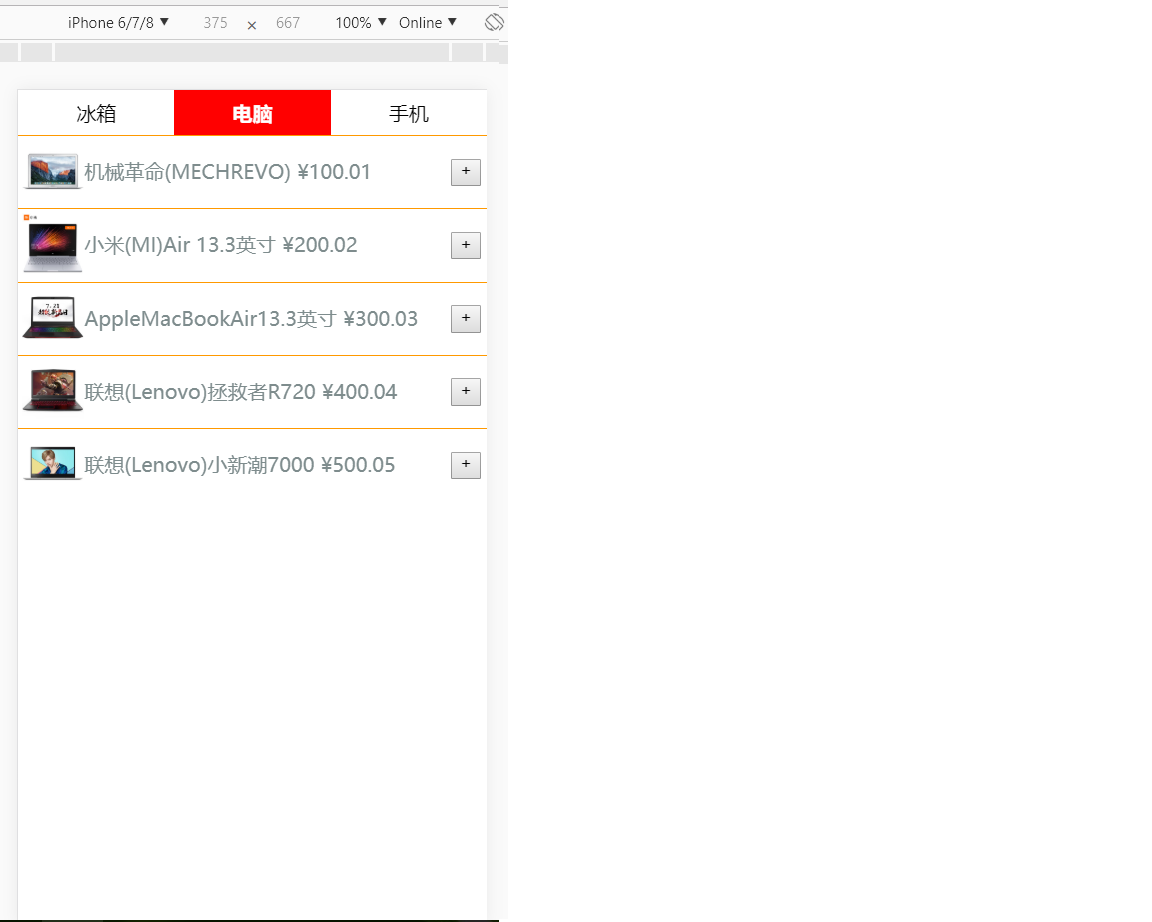 iPhone 6/7/8 ▼ 375 × 667 100% ▼ Online ▼
冰箱 电脑 手机
机械革命(MECHREVO) ¥100.01 +
小米(MI)Air 13.3英寸 ¥200.02 +
AppleMacBookAir13.3英寸 ¥300.03 +
联想(Lenovo)拯救者R720 ¥400.04 +
联想(Lenovo)小新潮7000 ¥500.05 +